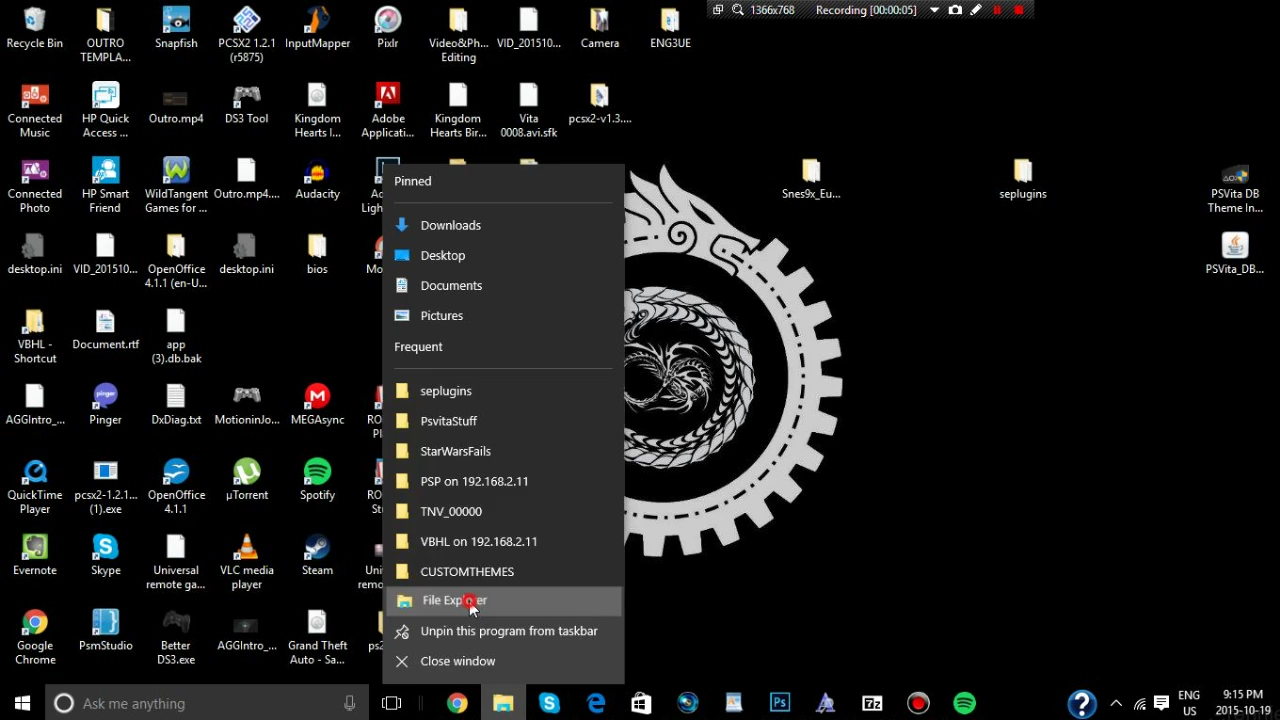 1366x768
Recording [00:00:05]
Recycle Bin
OUTRO
TEMPLA...
Snapfish
PCSX2 1.2.1
(r5875)
InputMapper
Pixlr
Video&Ph...
Editing
VID_201510...
Camera
ENG3UE
Connected
Music
HP Quick
Access ...
Outro.mp4
DS3 Tool
Kingdom
Hearts I...
Adobe
Applicati...
Kingdom
Hearts Bir...
Vita
0008.avi.sfk
pcsx2-v1.3....
Connected
Photo
HP Smart
Friend
WildTangent
Games for ...
Outro.mp4....
Audacity
Snes9x_Eu...
seplugins
PSVita DB
Theme In...
desktop.ini
VID_201510...
OpenOffice
4.1.1 (en-U...
desktop.ini
bios
PSVita_DB...
VBHL -
Shortcut
Document.rtf
app
(3).db.bak
AGGIntro_...
Pinger
DxDiag.txt
MotioninJo...
MEGAsync
QuickTime
Player
pcsx2-1.2.1...
(1).exe
OpenOffice
4.1.1
µTorrent
Spotify
Evernote
Skype
Universal
remote ga...
VLC media
player
Steam
Google
Chrome
PsmStudio
Better
DS3.exe
AGGIntro_...
Grand Theft
Auto - Sa...
Pinned
Downloads
Desktop
Documents
Pictures
Frequent
seplugins
PsvitaStuff
StarWarsFails
PSP on 192.168.2.11
TNV_00000
VBHL on 192.168.2.11
CUSTOMTHEMES
File Explorer
Unpin this program from taskbar
Close window
Ask me anything
ENG
US
9:15 PM
2015-10-19